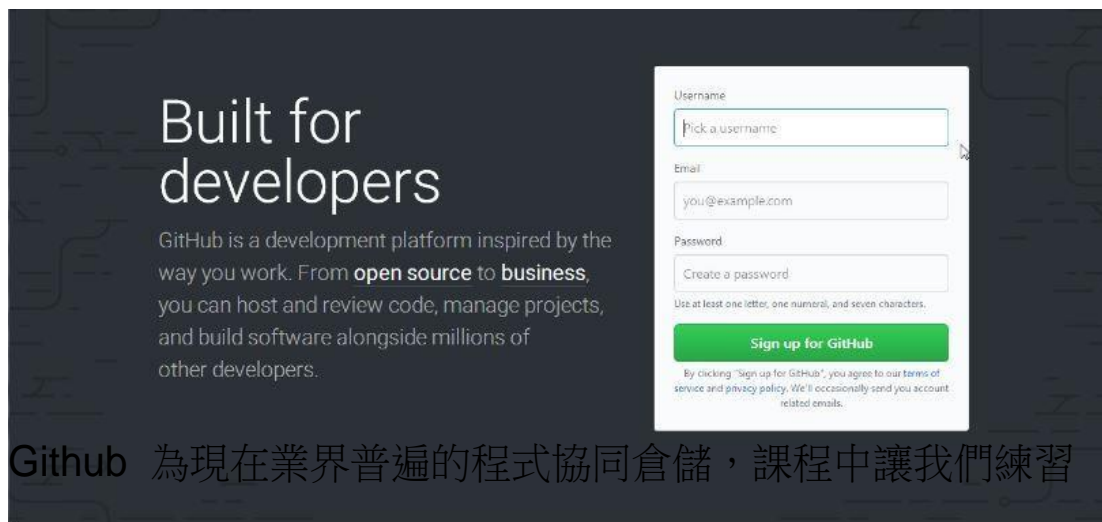 Built for
developers
GitHub is a development platform inspired by the
way you work. From open source to business,
you can host and review code, manage projects,
and build software alongside millions of
other developers.
Username
Pick a username
Email
you@example.com
Password
Create a password
Use at least one letter, one numeral, and seven characters.
Sign up for GitHub
By clicking "Sign up for GitHub", you agree to our terms of
service and privacy policy. We'll occasionally send you account
related emails.
Github 為現在業界普遍的程式協同倉儲，課程中讓我們練習